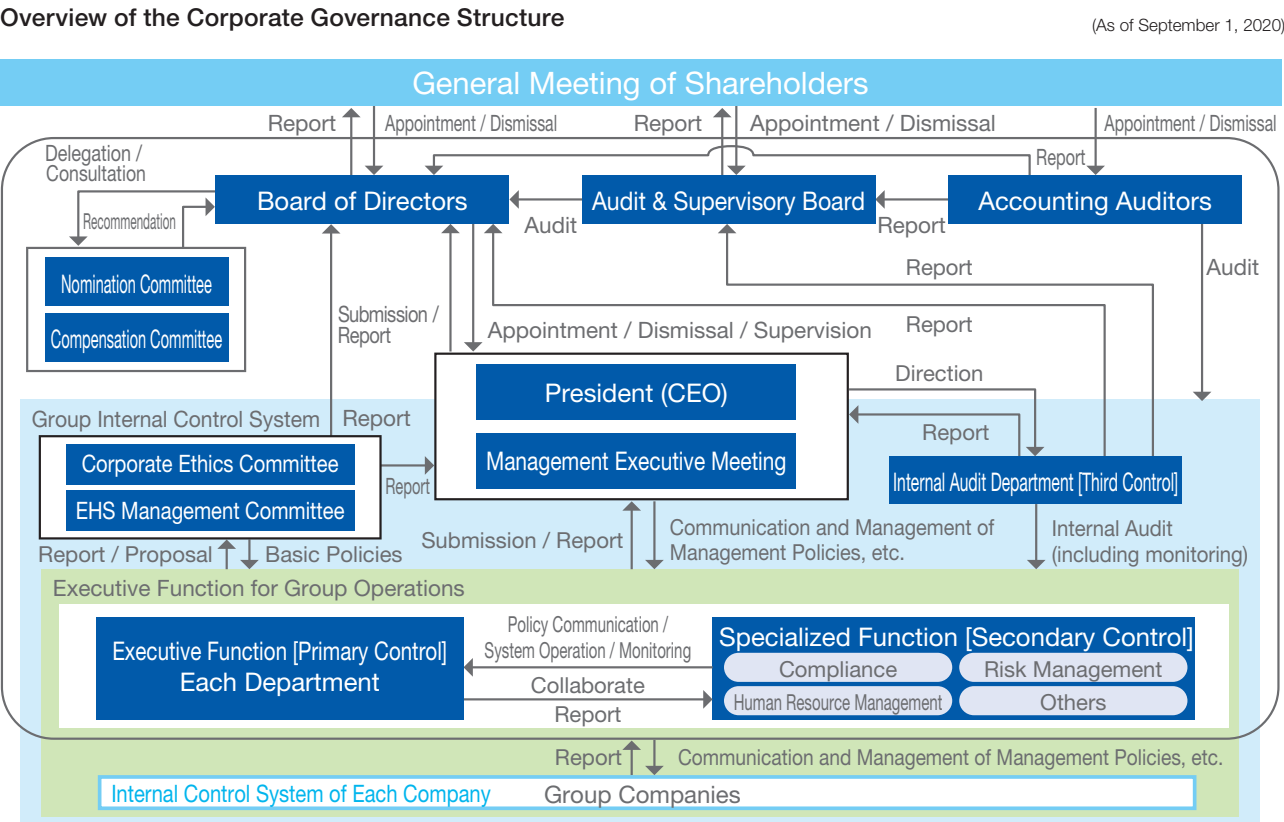 Overview of the Corporate Governance Structure
(As of September 1, 2020)
General Meeting of Shareholders
Report
Appointment / Dismissal
Report
Appointment / Dismissal
Appointment / Dismissal
Delegation /
Consultation
Report
Board of Directors
Audit & Supervisory Board
Accounting Auditors
Recommendation
Audit
Report
Nomination Committee
Compensation Committee
Report
Audit
Submission /
Report
Appointment / Dismissal / Supervision
Report
President (CEO)
Direction
Group Internal Control System
Report
Report
Corporate Ethics Committee
Management Executive Meeting
Report
Internal Audit Department [Third Control]
EHS Management Committee
Report / Proposal
Basic Policies
Submission / Report
Communication and Management of
Management Policies, etc.
Internal Audit
(including monitoring)
Executive Function for Group Operations
Executive Function [Primary Control]
Each Department
Policy Communication /
System Operation / Monitoring
Collaborate
Report
Specialized Function [Secondary Control]
Compliance
Risk Management
Human Resource Management
Others
Report
Communication and Management of Management Policies, etc.
Internal Control System of Each Company
Group Companies